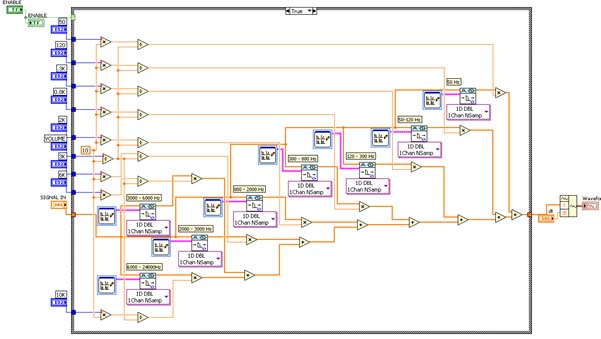 ENABLE
ENABLE
TF
TF
True
50
I32
120
I32
3K
I32
0.8K
I32
2K
I32
VOLUME
I32
3K
I32
6K
I32
SIGNAL IN
DBL
10K
I32
10
50 Hz
1D DBL
1Chan NSamp
50-120 Hz
1D DBL
1Chan NSamp
120 - 300 Hz
1D DBL
1Chan NSamp
300 - 800 Hz
1D DBL
1Chan NSamp
800 - 2000 Hz
1D DBL
1Chan NSamp
3000 - 6000 Hz
1D DBL
1Chan NSamp
2000 - 3000 Hz
1D DBL
1Chan NSamp
6000 - 24000Hz
1D DBL
1Chan NSamp
dt
Wavefo